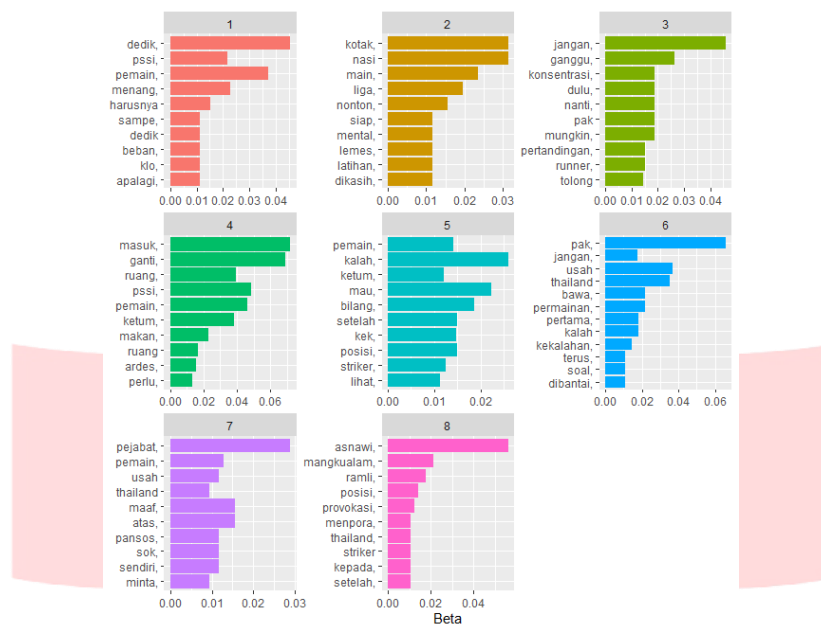 1
dedik,
pssi,
pemain,
menang,
harusnya
sampe,
dedik
beban,
klo,
apalagi,
0.00 0.01 0.02 0.03 0.04
2
kotak,
nasi
main,
liga,
nonton,
siap,
mental,
lemes,
latihan,
dikasih,
0.00 0.01 0.02 0.03
3
jangan,
ganggu,
konsentrasi
dulu,
nanti,
pak
mungkin,
pertandingan,
runner,
tolong
0.00 0.02 0.04
4
masuk,
ganti,
ruang,
pssi,
pemain,
ketum,
makan,
ruang
ardes,
perlu,
0.00 0.02 0.04 0.06
5
pemain,
kalah,
ketum,
mau,
bilang,
setelah
kek,
posisi,
striker,
lihat,
0.00 0.01 0.02
6
pak,
jangan,
usah
thailand
bawa,
permainan,
pertama,
kalah
kekalahan,
terus,
soal,
dibantai,
0.00 0.02 0.04 0.06
7
pejabat,
pemain,
usah
thailand
maaf,
atas,
pansos,
sok,
sendiri,
minta,
0.00 0.01 0.02 0.03
8
asnawi,
mangkualam,
ramli,
posisi,
provokasi,
menpora,
thailand,
striker
kepada,
setelah,
0.00 0.02 0.04
Beta